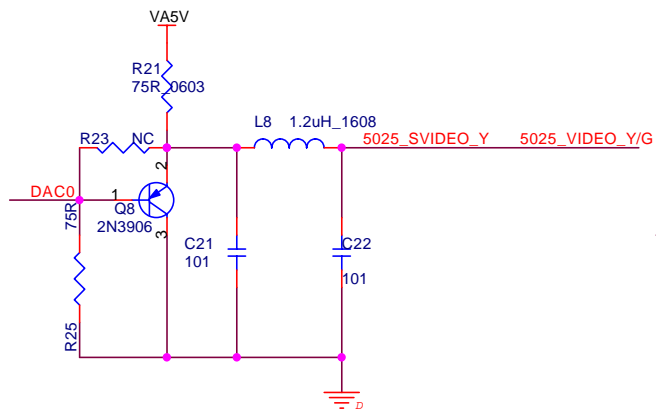 VA5V
R21
75R_0603
R23
NC
L8 1.2uH_1608
5025_SVIDEO_Y
5025_VIDEO_Y/G
2
DAC0
1
75R
Q8
2N3906
3
C21
101
C22
101
R25
D